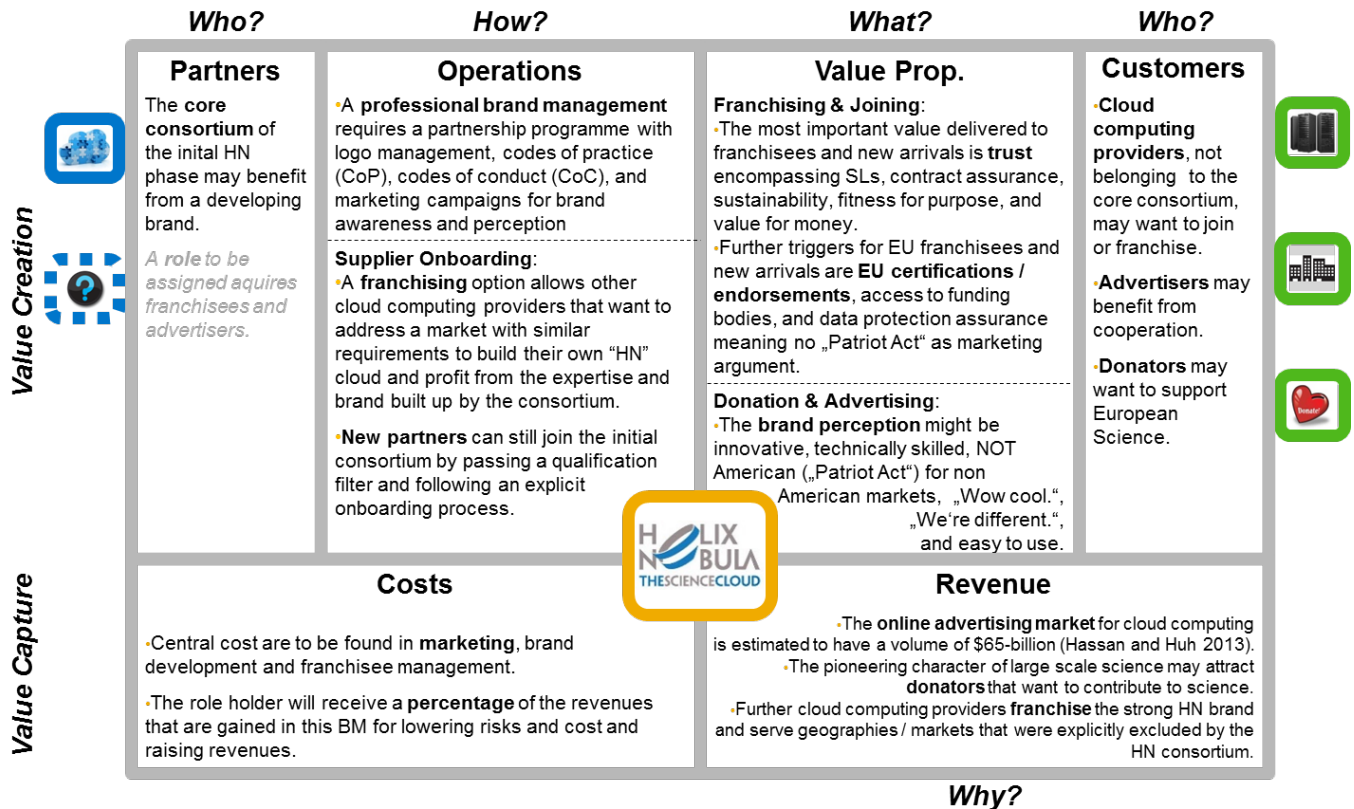 Who?
How?
What?
Who?
Value Creation
Partners
The core
consortium of
the inital HN
phase may benefit
from a developing
brand.
A role to be
assigned aquires
franchisees and
advertisers.
?
Operations
•A professional brand management
requires a partnership programme with
logo management, codes of practice
(CoP), codes of conduct (CoC), and
marketing campaigns for brand
awareness and perception
Supplier Onboarding:
•A franchising option allows other
cloud computing providers that want to
address a market with similar
requirements to build their own “HN”
cloud and profit from the expertise and
brand built up by the consortium.
•New partners can still join the initial
consortium by passing a qualification
filter and following an explicit
onboarding process.
Value Prop.
Franchising & Joining:
•The most important value delivered to
franchisees and new arrivals is trust
encompassing SLs, contract assurance,
sustainability, fitness for purpose, and
value for money.
•Further triggers for EU franchisees and
new arrivals are EU certifications /
endorsements, access to funding
bodies, and data protection assurance
meaning no „Patriot Act“ as marketing
argument.
Donation & Advertising:
•The brand perception might be
innovative, technically skilled, NOT
American („Patriot Act“) for non
American markets, „Wow cool.“,
„We‘re different.“,
and easy to use.
Customers
•Cloud
computing
providers, not
belonging to the
core consortium,
may want to join
or franchise.
•Advertisers may
benefit from
cooperation.
•Donators may
want to support
European
Science.
Donate!
HELIX
NEBULA
THESCIENCECLOUD
Value Capture
Costs
•Central cost are to be found in marketing, brand
development and franchisee management.
•The role holder will receive a percentage of the revenues
that are gained in this BM for lowering risks and cost and
raising revenues.
Revenue
•The online advertising market for cloud computing
is estimated to have a volume of $65-billion (Hassan and Huh 2013).
•The pioneering character of large scale science may attract
donators that want to contribute to science.
•Further cloud computing providers franchise the strong HN brand
and serve geographies / markets that were explicitly excluded by the
HN consortium.
Why?